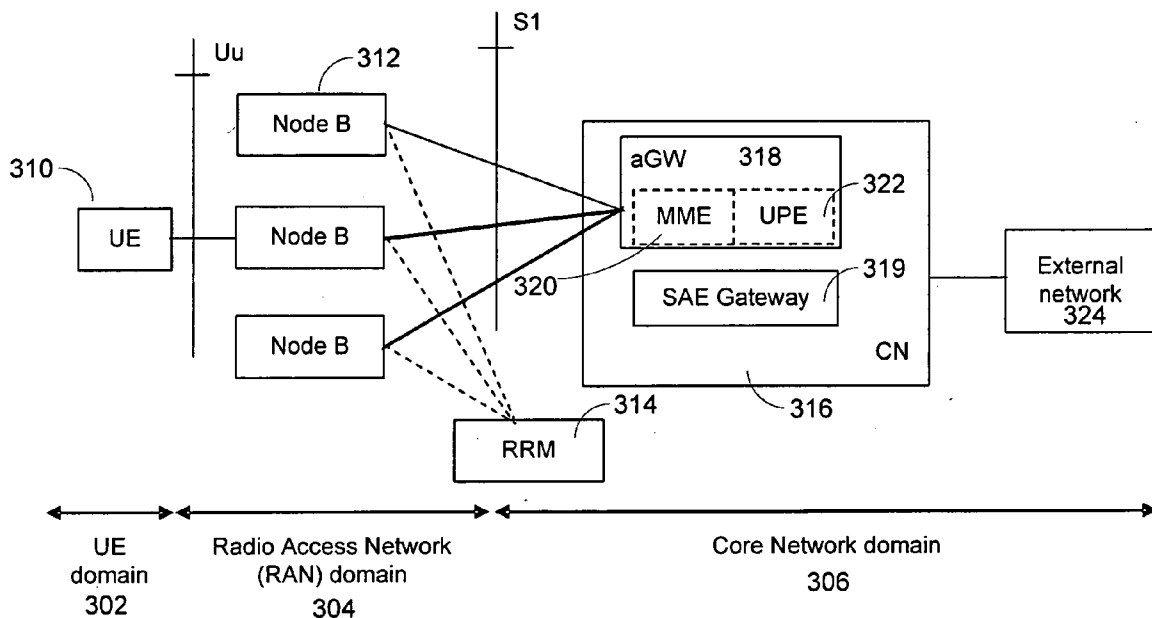 S1
Uu
312
Node B
310
aGW 318
322
UE
Node B
MME UPE
320
319
SAE Gateway
External
network
324
Node B
CN
314
316
RRM
UE
domain
302
Radio Access Network
(RAN) domain
304
Core Network domain
306